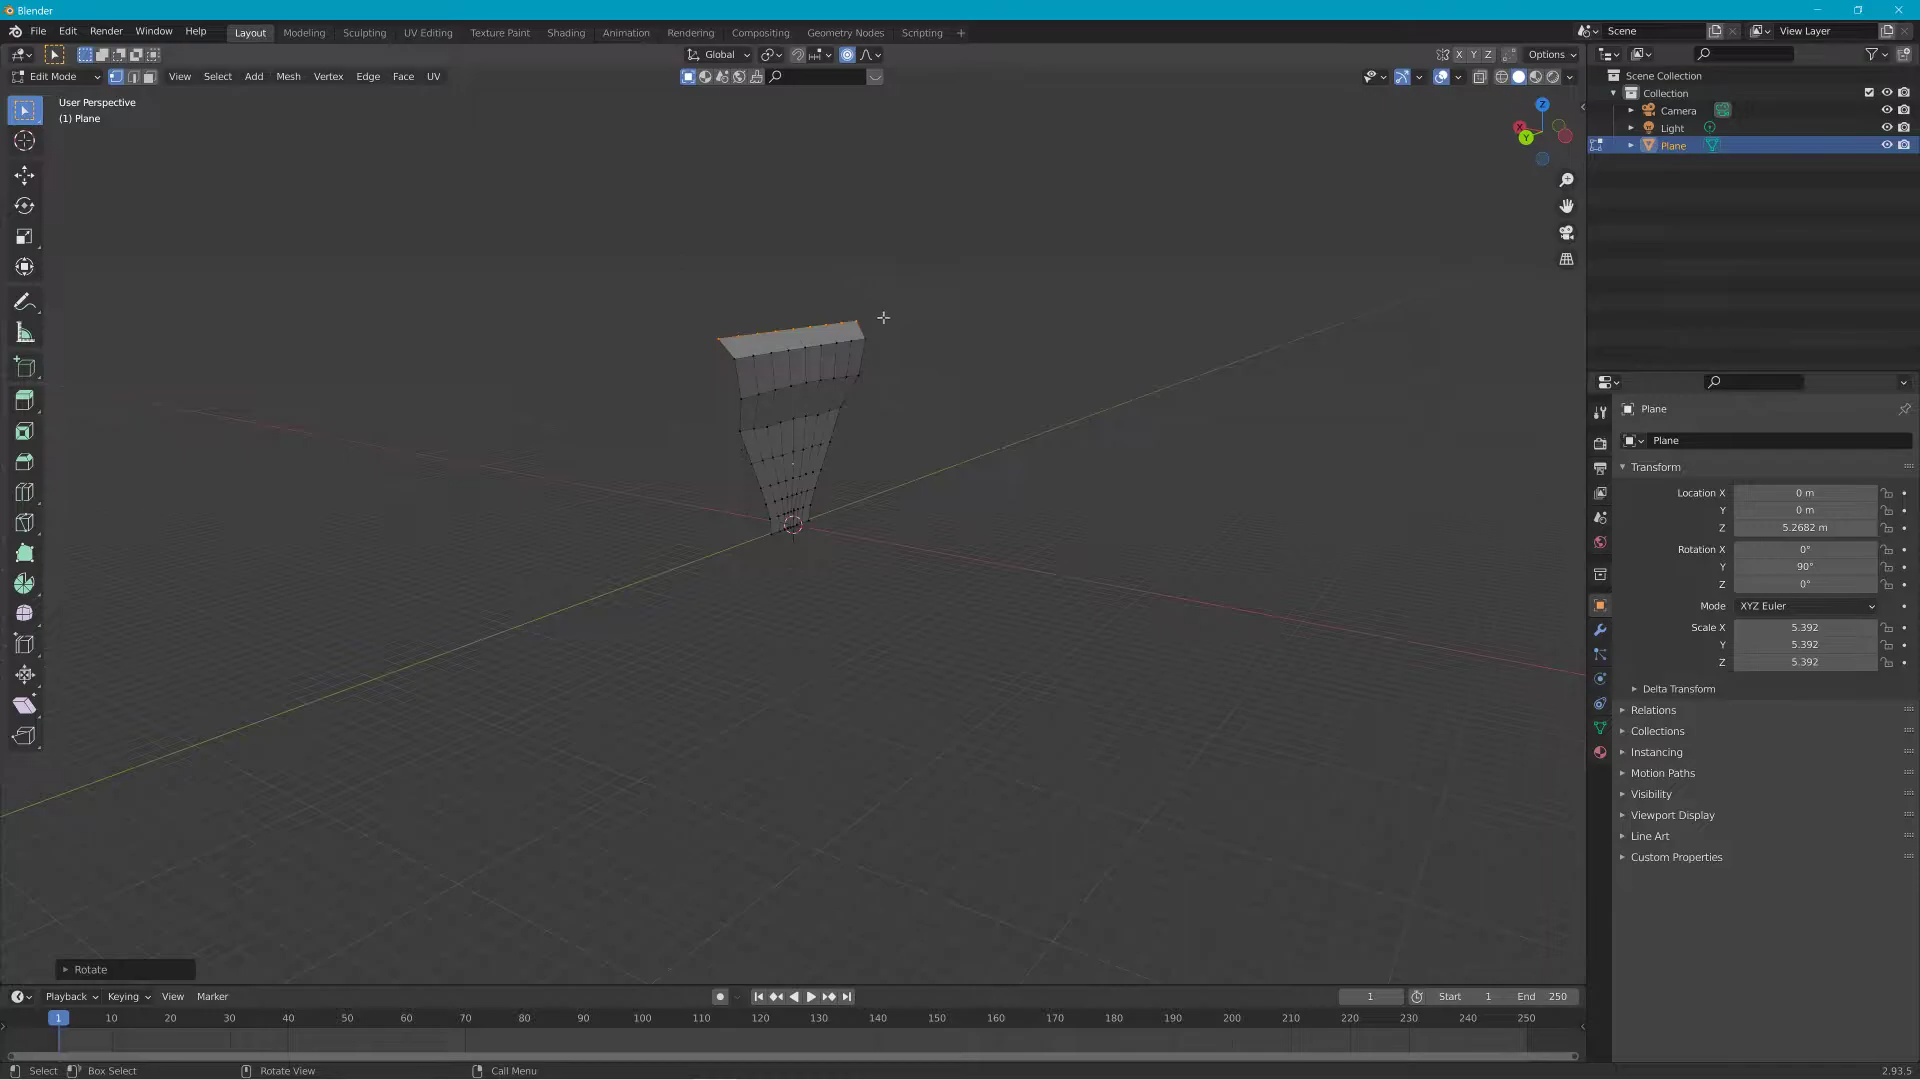 Blender
File Edit Render Window Help Layout Modeling Sculpting UV Editing Texture Paint Shading Animation Rendering Compositing Geometry Nodes Scripting Scene View Layer
Global X Y Z Options
Edit Mode View Select Add Mesh Vertex Edge Face UV
User Perspective
(1) Plane
Z
X
Y
Scene Collection
Collection
Camera
Light
Plane
Plane
Plane
Transform
Location X 0 m
Y 0 m
Z 5.2682 m
Rotation X 0°
Y 90°
Z 0°
Mode XYZ Euler
Scale X 5.392
Y 5.392
Z 5.392
Delta Transform
Relations
Collections
Instancing
Motion Paths
Visibility
Viewport Display
Line Art
Custom Properties
Rotate
Playback Keying View Marker 1 Start 1 End 250
1 10 20 30 40 50 60 70 80 90 100 110 120 130 140 150 160 170 180 190 200 210 220 230 240 250
Select Box Select Rotate View Call Menu 2.93.5